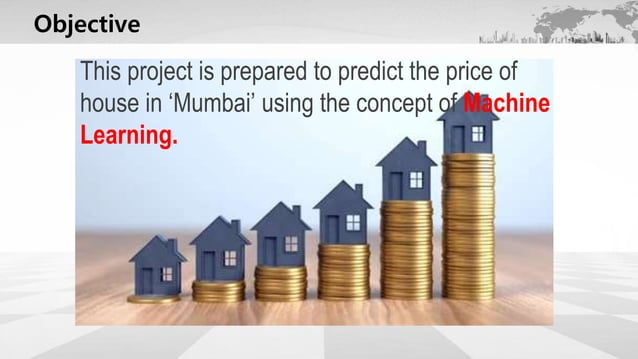 Objective
This project is prepared to predict the price of
house in ‘Mumbai’ using the concept of Machine
Learning.